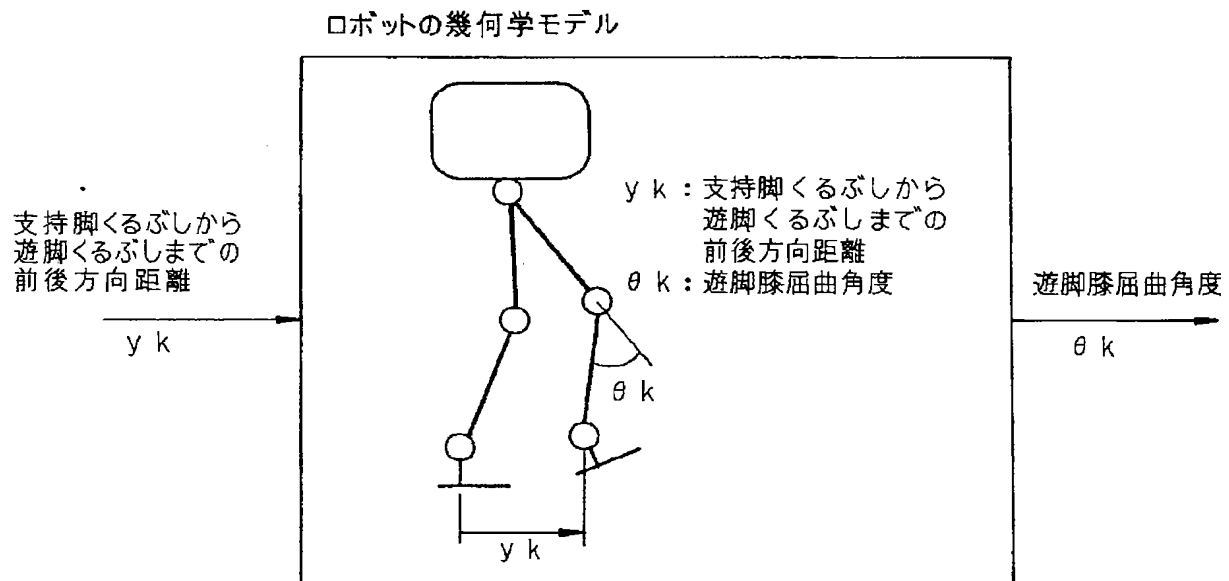 ロボットの幾何学モデル
支持脚くるぶしから
遊脚くるぶしまでの
前後方向距離
y k
y k : 支持脚くるぶしから
遊脚くるぶしまでの
前後方向距離
θ k : 遊脚膝屈曲角度
θ k
y k
遊脚膝屈曲角度
θ k